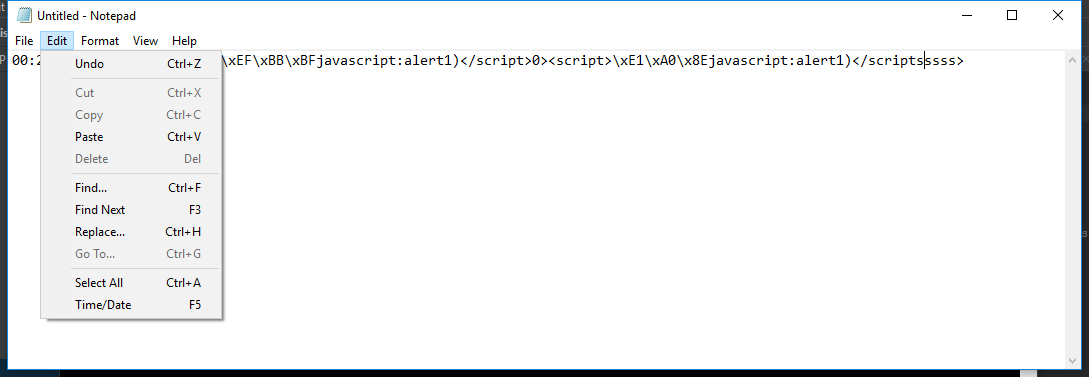 Untitled - Notepad
File Edit Format View Help
00:2 \xEF\xBB\xBFjavascript:alert1)</script>0><script>\xE1\xA0\x8Ejavascript:alert1)</scriptsssss>
Undo Ctrl+Z
Cut Ctrl+X
Copy Ctrl+C
Paste Ctrl+V
Delete Del
Find... Ctrl+F
Find Next F3
Replace... Ctrl+H
Go To... Ctrl+G
Select All Ctrl+A
Time/Date F5